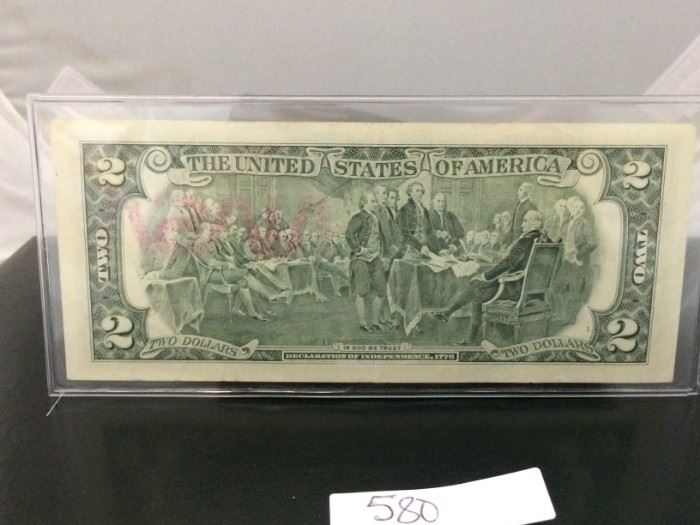 2 THE UNITED STATES OF AMERICA 2
TWO TWO
IN GOD WE TRUST
2 TWO DOLLARS TWO DOLLARS 2
DECLARATION OF INDEPENDENCE, 1776
580